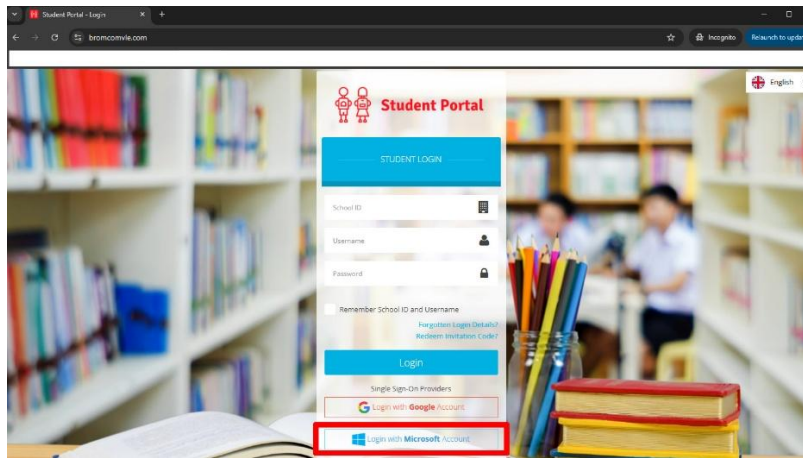 Student Portal - Login
bromcomvle.com
Incognito
Relaunch to upda
English
Student Portal
STUDENT LOGIN
School ID
Username
Password
Remember School ID and Username
Forgotten Login Details?
Redeem Invitation Code?
Login
Single Sign-On Providers
Login with Google Account
Login with Microsoft Account